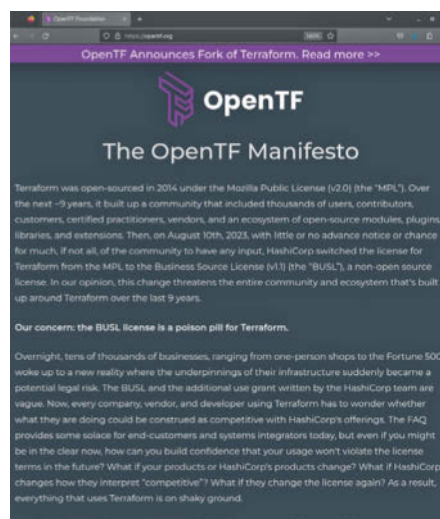 OpenTF Foundation
https://opentf.org
OpenTF Announces Fork of Terraform. Read more >>
OpenTF
The OpenTF Manifesto
Terraform was open-sourced in 2014 under the Mozilla Public License (v2.0) (the "MPL"). Over
the next ~9 years, it built up a community that included thousands of users, contributors,
customers, certified practitioners, vendors, and an ecosystem of open-source modules, plugins,
libraries, and extensions. Then, on August 10th, 2023, with little or no advance notice or chance
for much, if not all, of the community to have any input, HashiCorp switched the license for
Terraform from the MPL to the Business Source License (v1.1) (the "BUSL"), a non-open source
license. In our opinion, this change threatens the entire community and ecosystem that's built
up around Terraform over the last 9 years.
Our concern: the BUSL license is a poison pill for Terraform.
Overnight, tens of thousands of businesses, ranging from one-person shops to the Fortune 500
woke up to a new reality where the underpinnings of their infrastructure suddenly became a
potential legal risk. The BUSL and the additional use grant written by the HashiCorp team are
vague. Now, every company, vendor, and developer using Terraform has to wonder whether
what they are doing could be construed as competitive with HashiCorp's offerings. The FAQ
provides some solace for end-customers and systems integrators today, but even if you might
be in the clear now, how can you build confidence that your usage won't violate the license
terms in the future? What if your products or HashiCorp's products change? What if HashiCorp
changes how they interpret "competitive"? What if they change the license again? As a result,
everything that uses Terraform is on shaky ground.